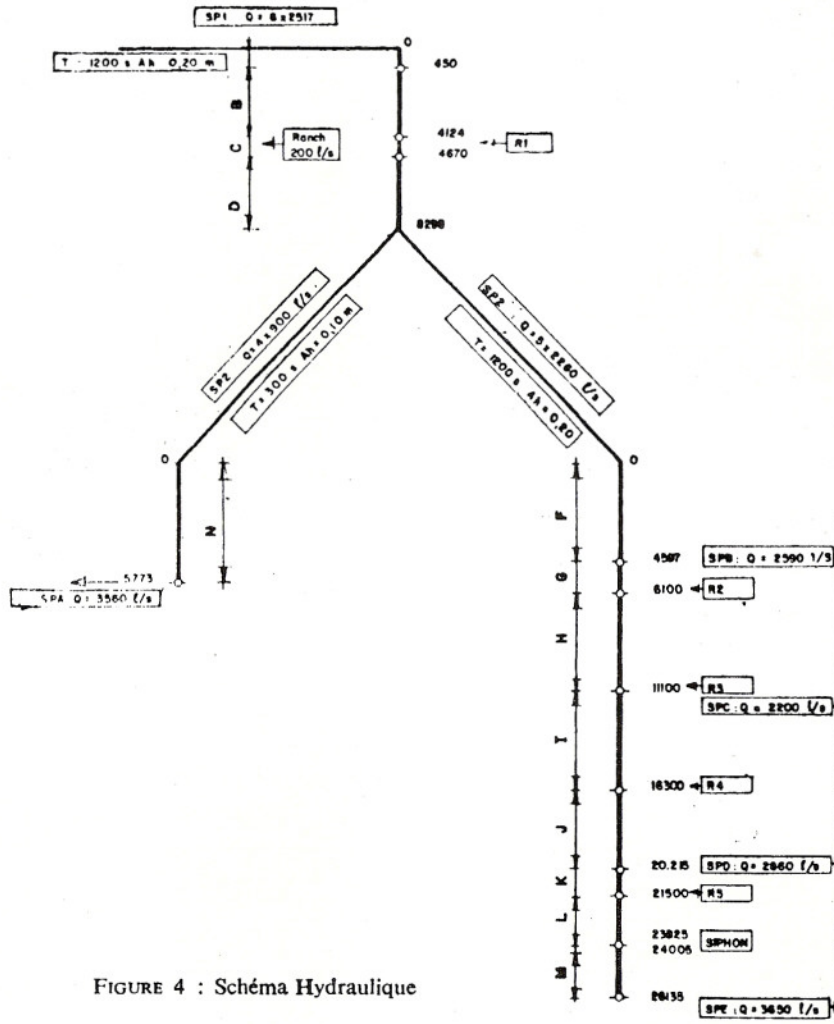 SP1 Q = 6 x 2517
0
T = 1200 s Δh 0,20 m
450
B
4124
C
Ranch
200 l/s
R1
4670
D
8298
SP2 Q = 4 x 900 l/s
T = 300 s Δh = 0,10 m
SP2 Q = 5 x 2260 l/s
T = 1200 s Δh = 0,20
0
0
N
F
4597
SPB : Q = 2590 1/3
G
5773
6100
R2
SPA Q = 3560 l/s
H
11100
R3
SPC : Q = 2200 l/s
I
16300
R4
J
20.215
SPD : Q = 2860 l/s
K
21500
R5
L
23825
24005
SIPHON
M
SPE : Q = 3650 l/s
FIGURE 4 : Schéma Hydraulique